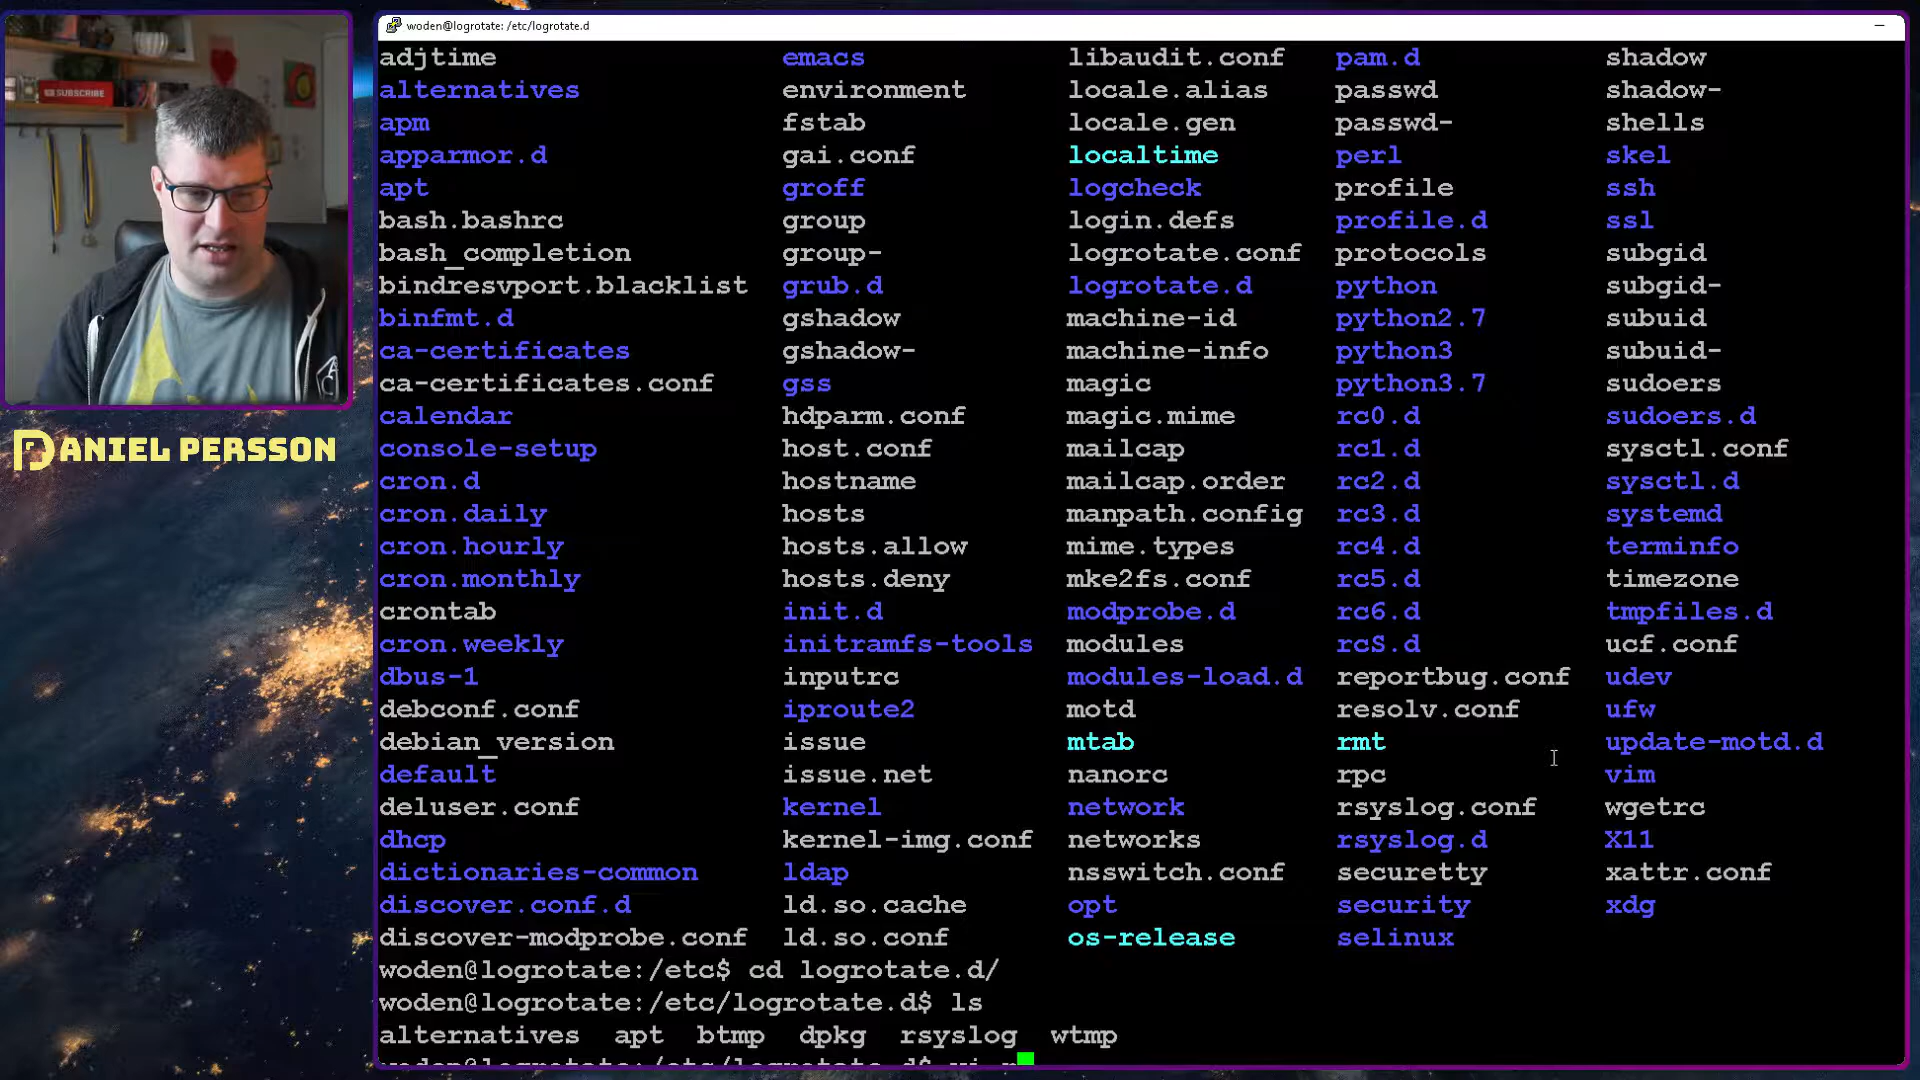 woden@logrotate: /etc/logrotate.d
SUBSCRIBE
DANIEL PERSSON
adjtime emacs libaudit.conf pam.d shadow
alternatives environment locale.alias passwd shadow-
apm fstab locale.gen passwd- shells
apparmor.d gai.conf localtime perl skel
apt groff logcheck profile ssh
bash.bashrc group login.defs profile.d ssl
bash_completion group- logrotate.conf protocols subgid
bindresvport.blacklist grub.d logrotate.d python subgid-
binfmt.d gshadow machine-id python2.7 subuid
ca-certificates gshadow- machine-info python3 subuid-
ca-certificates.conf gss magic python3.7 sudoers
calendar hdparm.conf magic.mime rc0.d sudoers.d
console-setup host.conf mailcap rc1.d sysctl.conf
cron.d hostname mailcap.order rc2.d sysctl.d
cron.daily hosts manpath.config rc3.d systemd
cron.hourly hosts.allow mime.types rc4.d terminfo
cron.monthly hosts.deny mke2fs.conf rc5.d timezone
crontab init.d modprobe.d rc6.d tmpfiles.d
cron.weekly initramfs-tools modules rcS.d ucf.conf
dbus-1 inputrc modules-load.d reportbug.conf udev
debconf.conf iproute2 motd resolv.conf ufw
debian_version issue mtab rmt update-motd.d
default issue.net nanorc rpc vim
deluser.conf kernel network rsyslog.conf wgetrc
dhcp kernel-img.conf networks rsyslog.d X11
dictionaries-common ldap nsswitch.conf securetty xattr.conf
discover.conf.d ld.so.cache opt security xdg
discover-modprobe.conf ld.so.conf os-release selinux
woden@logrotate:/etc$ cd logrotate.d/
woden@logrotate:/etc/logrotate.d$ ls
alternatives apt btmp dpkg rsyslog wtmp
woden@logrotate:/etc/logrotate.d$ vi r